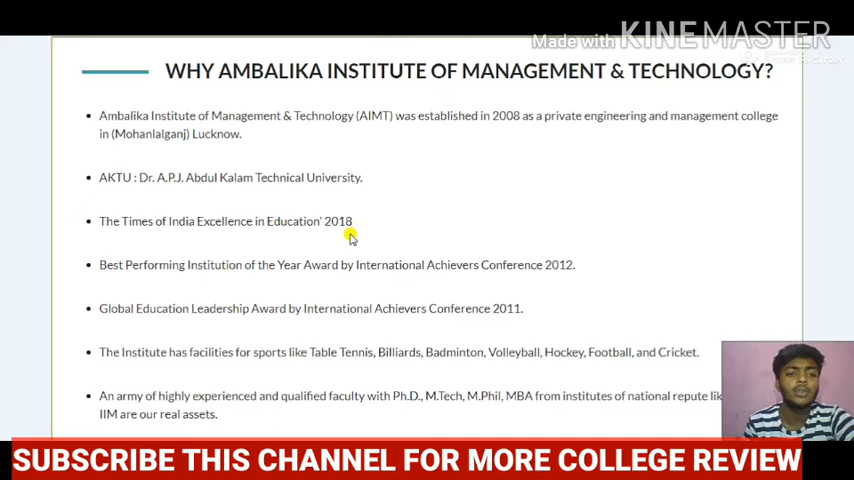 Made with KINEMASTER
WHY AMBALIKA INSTITUTE OF MANAGEMENT & TECHNOLOGY?
• Ambalika Institute of Management & Technology (AIMT) was established in 2008 as a private engineering and management college
in (Mohanlalganj) Lucknow.
• AKTU : Dr. A.P.J. Abdul Kalam Technical University.
• The Times of India Excellence in Education' 2018
• Best Performing Institution of the Year Award by International Achievers Conference 2012.
• Global Education Leadership Award by International Achievers Conference 2011.
• The Institute has facilities for sports like Table Tennis, Billiards, Badminton, Volleyball, Hockey, Football, and Cricket.
• An army of highly experienced and qualified faculty with Ph.D., M.Tech, M.Phil, MBA from institutes of national repute
IIM are our real assets.
SUBSCRIBE THIS CHANNEL FOR MORE COLLEGE REVIEW